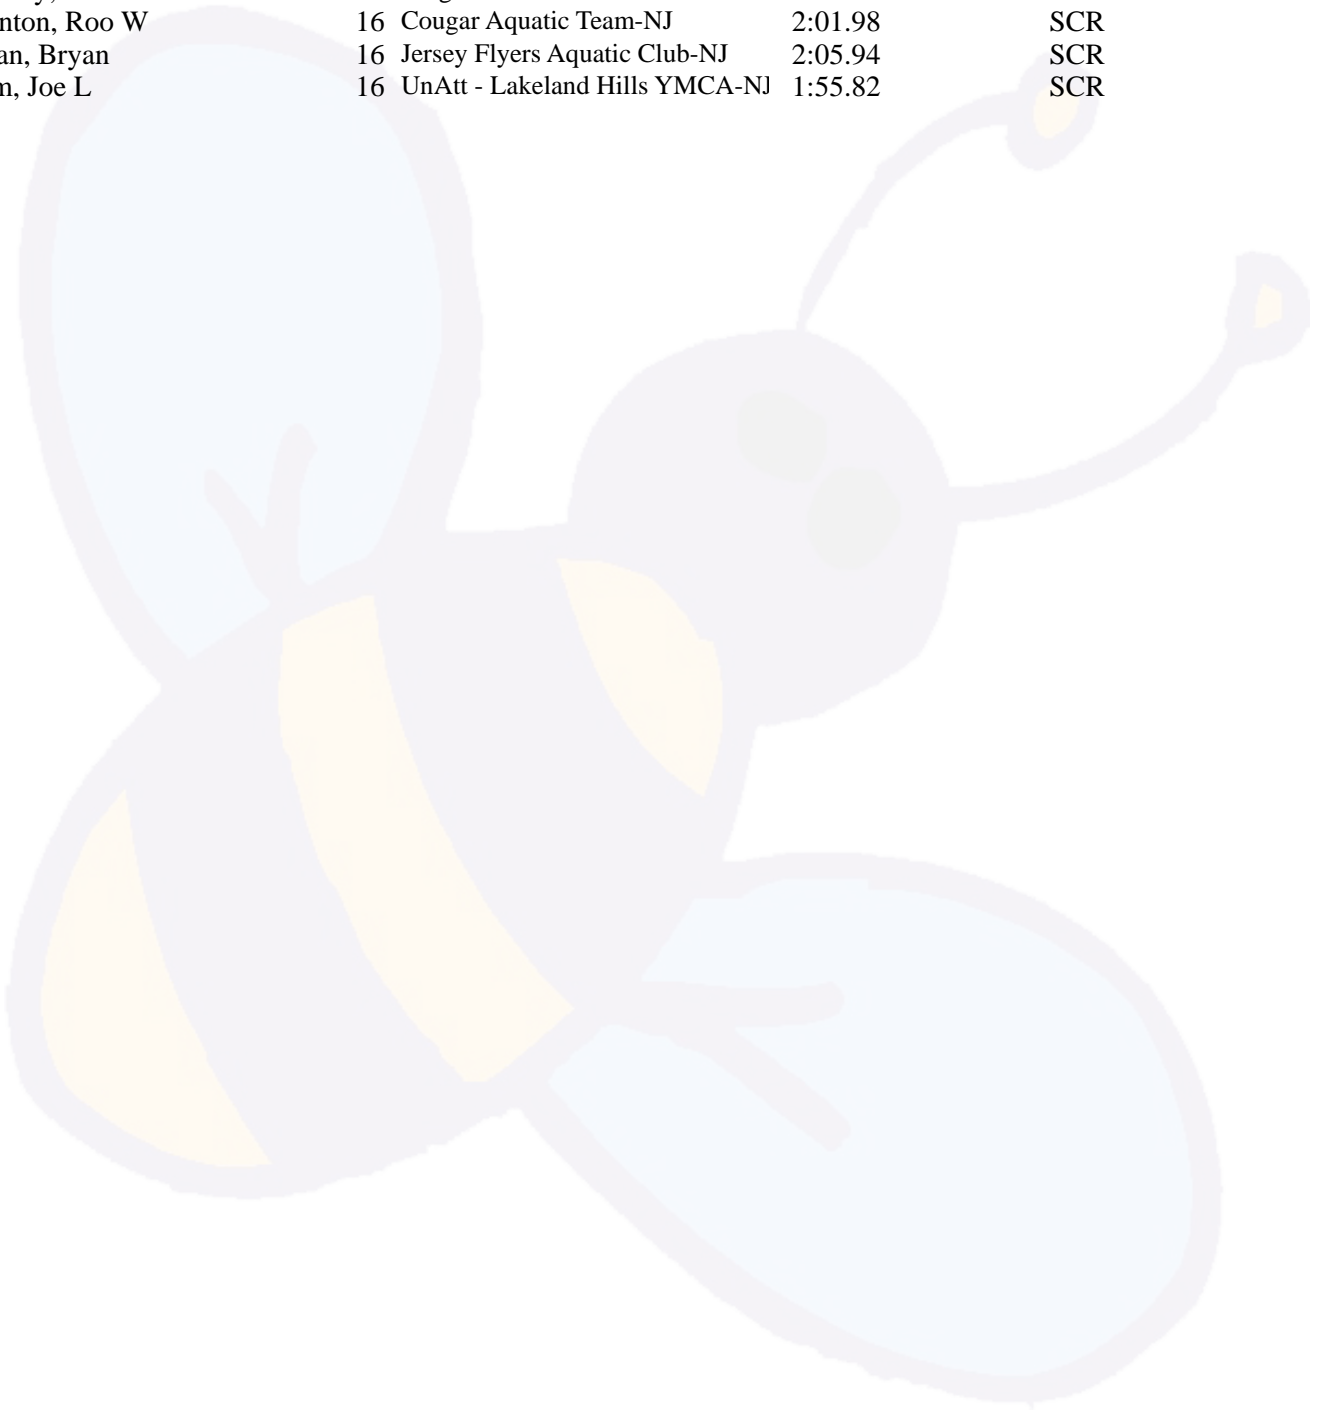 nton, Roo W 16 Cougar Aquatic Team-NJ 2:01.98 SCR
an, Bryan 16 Jersey Flyers Aquatic Club-NJ 2:05.94 SCR
, Joe L 16 UnAtt - Lakeland Hills YMCA-NJ 1:55.82 SCR